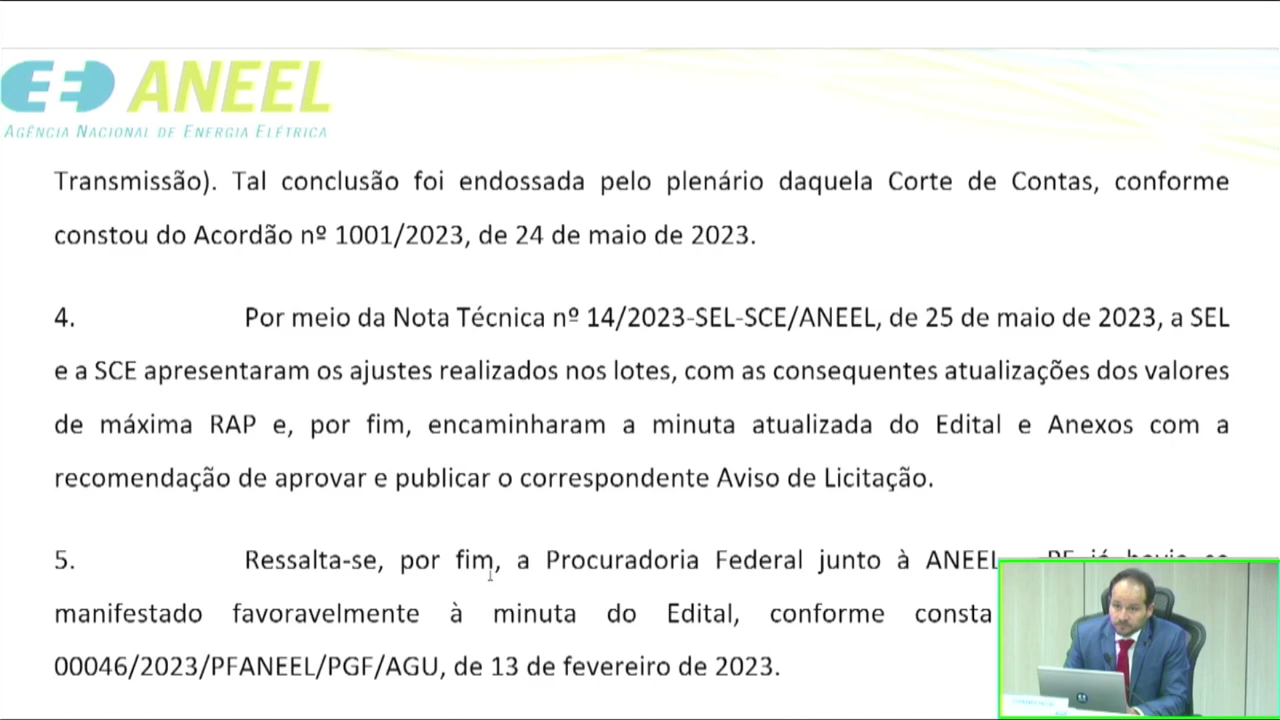 ANEEL
AGÊNCIA NACIONAL DE ENERGIA ELÉTRICA
Transmissão). Tal conclusão foi endossada pelo plenário daquela Corte de Contas, conforme
constou do Acordão nº 1001/2023, de 24 de maio de 2023.
4. Por meio da Nota Técnica nº 14/2023-SEL-SCE/ANEEL, de 25 de maio de 2023, a SEL
e a SCE apresentaram os ajustes realizados nos lotes, com as consequentes atualizações dos valores
de máxima RAP e, por fim, encaminharam a minuta atualizada do Edital e Anexos com a
recomendação de aprovar e publicar o correspondente Aviso de Licitação.
5. Ressalta-se, por fim, a Procuradoria Federal junto à ANEEL
manifestado favoravelmente à minuta do Edital, conforme consta
00046/2023/PFANEEL/PGF/AGU, de 13 de fevereiro de 2023.